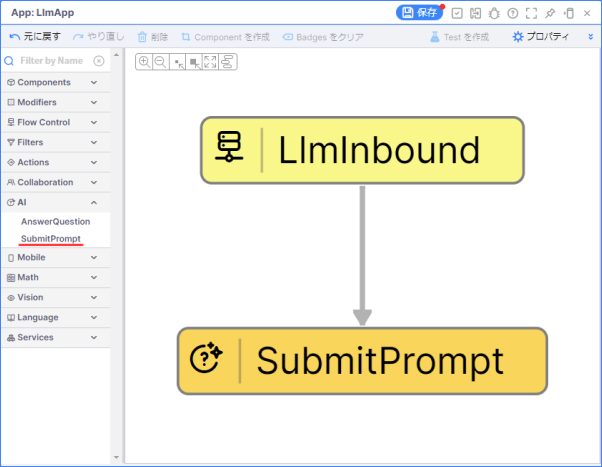 App: LlmApp
保存
元に戻す やり直し 削除 Component を作成 Badges をクリア Test を作成 プロパティ
Filter by Name
Components
Modifiers
Flow Control
Filters
Actions
Collaboration
AI
AnswerQuestion
SubmitPrompt
Mobile
Math
Vision
Language
Services
LlmInbound
SubmitPrompt